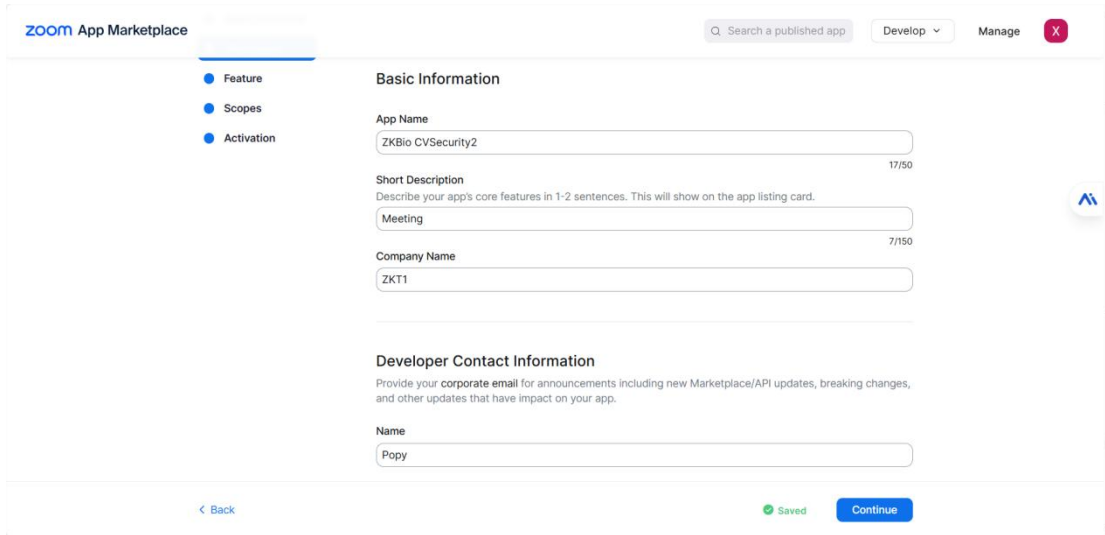 zoom App Marketplace
Search a published app
Develop
Manage
X
Feature
Scopes
Activation
Basic Information
App Name
ZKBio CVSecurity2
17/50
Short Description
Describe your app's core features in 1-2 sentences. This will show on the app listing card.
Meeting
7/150
Company Name
ZKT1
Developer Contact Information
Provide your corporate email for announcements including new Marketplace/API updates, breaking changes,
and other updates that have impact on your app.
Name
Popy
Back
Saved
Continue